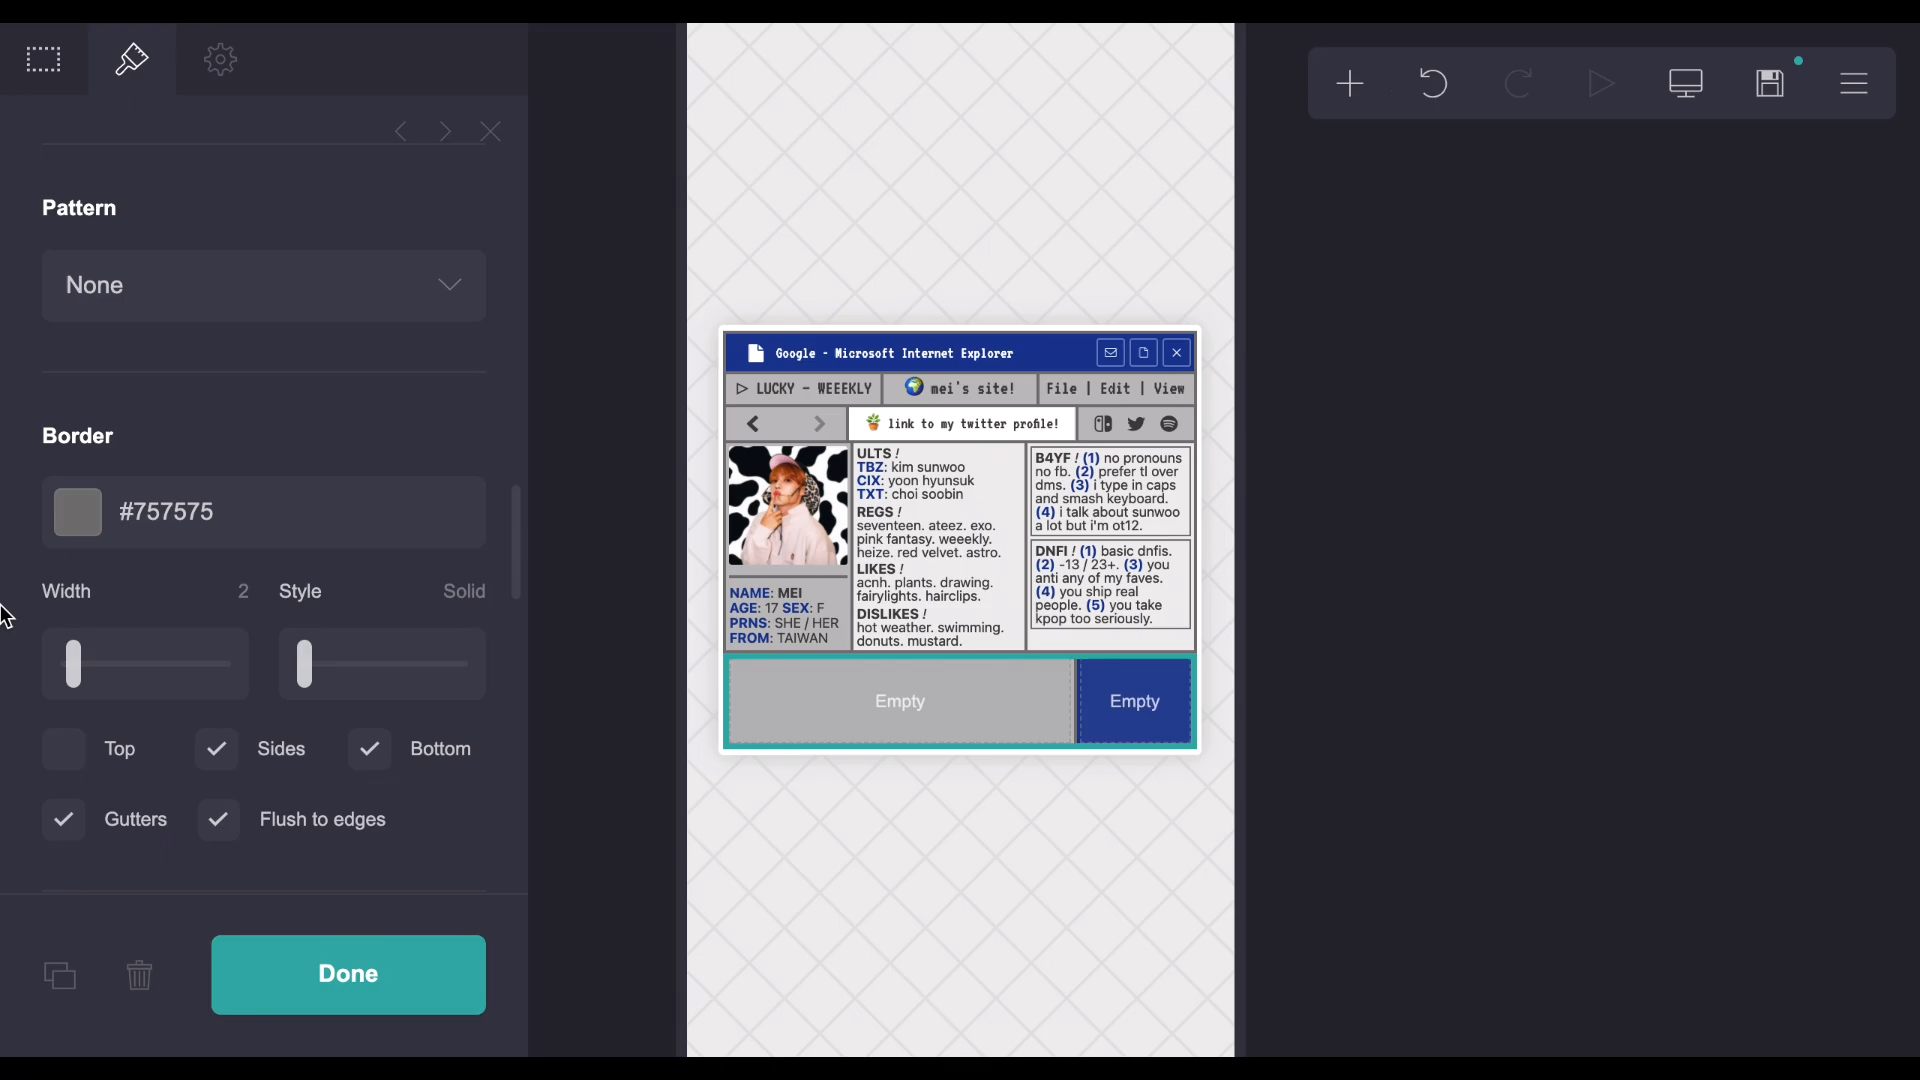 Pattern
None
Border
#757575
Width 2 Style Solid
Top Sides Bottom
Gutters Flush to edges
Done
Google - Microsoft Internet Explorer
▷ LUCKY - WEEEKLY
🌍 mei's site!
File | Edit | View
🪴 link to my twitter profile!
NAME: MEI
AGE: 17 SEX: F
PRNS: SHE / HER
FROM: TAIWAN
ULTS !
TBZ: kim sunwoo
CIX: yoon hyunsuk
TXT: choi soobin
REGS !
seventeen. ateez. exo.
pink fantasy. weeekly.
heize. red velvet. astro.
LIKES !
acnh. plants. drawing.
fairylights. hairclips.
DISLIKES !
hot weather. swimming.
donuts. mustard.
B4YF ! (1) no pronouns
no fb. (2) prefer tl over
dms. (3) i type in caps
and smash keyboard.
(4) i talk about sunwoo
a lot but i'm ot12.
DNFI ! (1) basic dnfis.
(2) -13 / 23+. (3) you
anti any of my faves.
(4) you ship real
people. (5) you take
kpop too seriously.
Empty
Empty